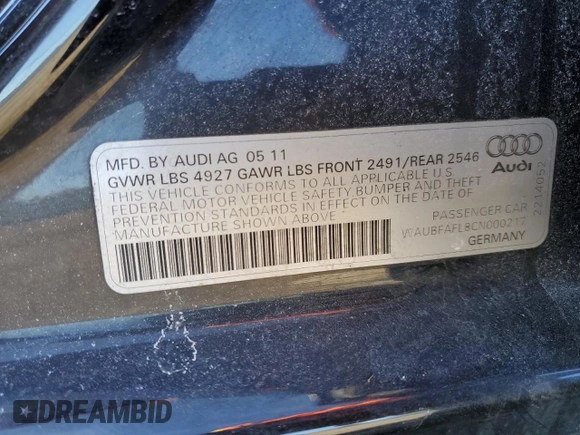 MFD. BY AUDI AG 05 11
GVWR LBS 4927 GAWR LBS FRONT 2491/REAR 2546
THIS VEHICLE CONFORMS TO ALL APPLICABLE U.S
FEDERAL MOTOR VEHICLE SAFETY BUMPER AND THEFT
PREVENTION STANDARDS IN EFFECT ON THE DATE OF
MANUFACTURE SHOWN ABOVE
Audi
PASSENGER CAR
WAUBFAFL8CN000217
GERMANY
DREAMBID